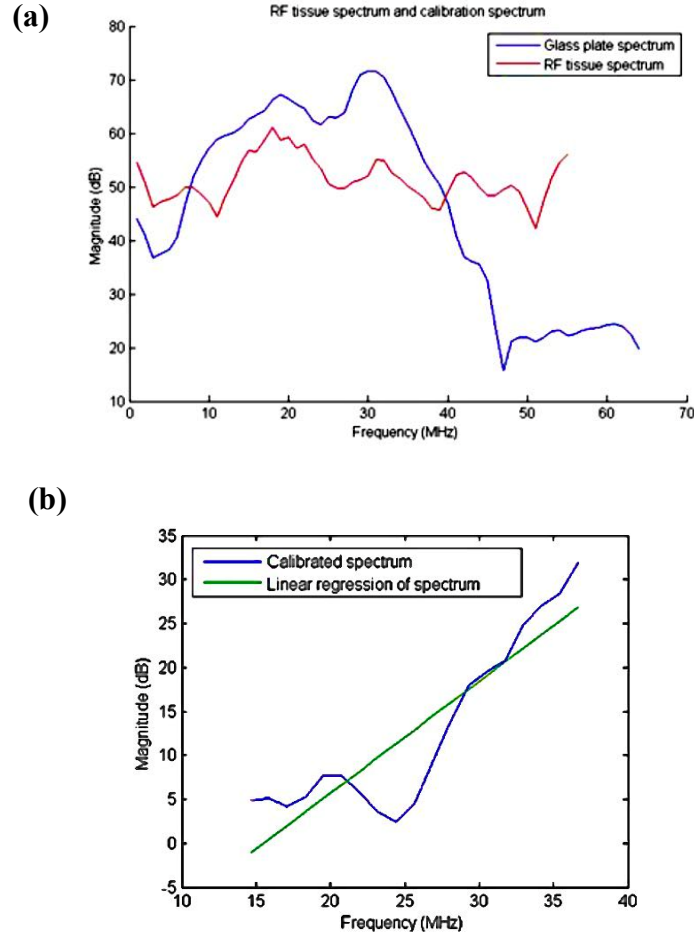 (a)
RF tissue spectrum and calibration spectrum
Glass plate spectrum
RF tissue spectrum
80
70
60
50
40
30
20
10
Magnitude (dB)
0 10 20 30 40 50 60 70
Frequency (MHz)
(b)
Calibrated spectrum
Linear regression of spectrum
35
30
25
20
15
10
5
0
-5
Magnitude (dB)
10 15 20 25 30 35 40
Frequency (MHz)